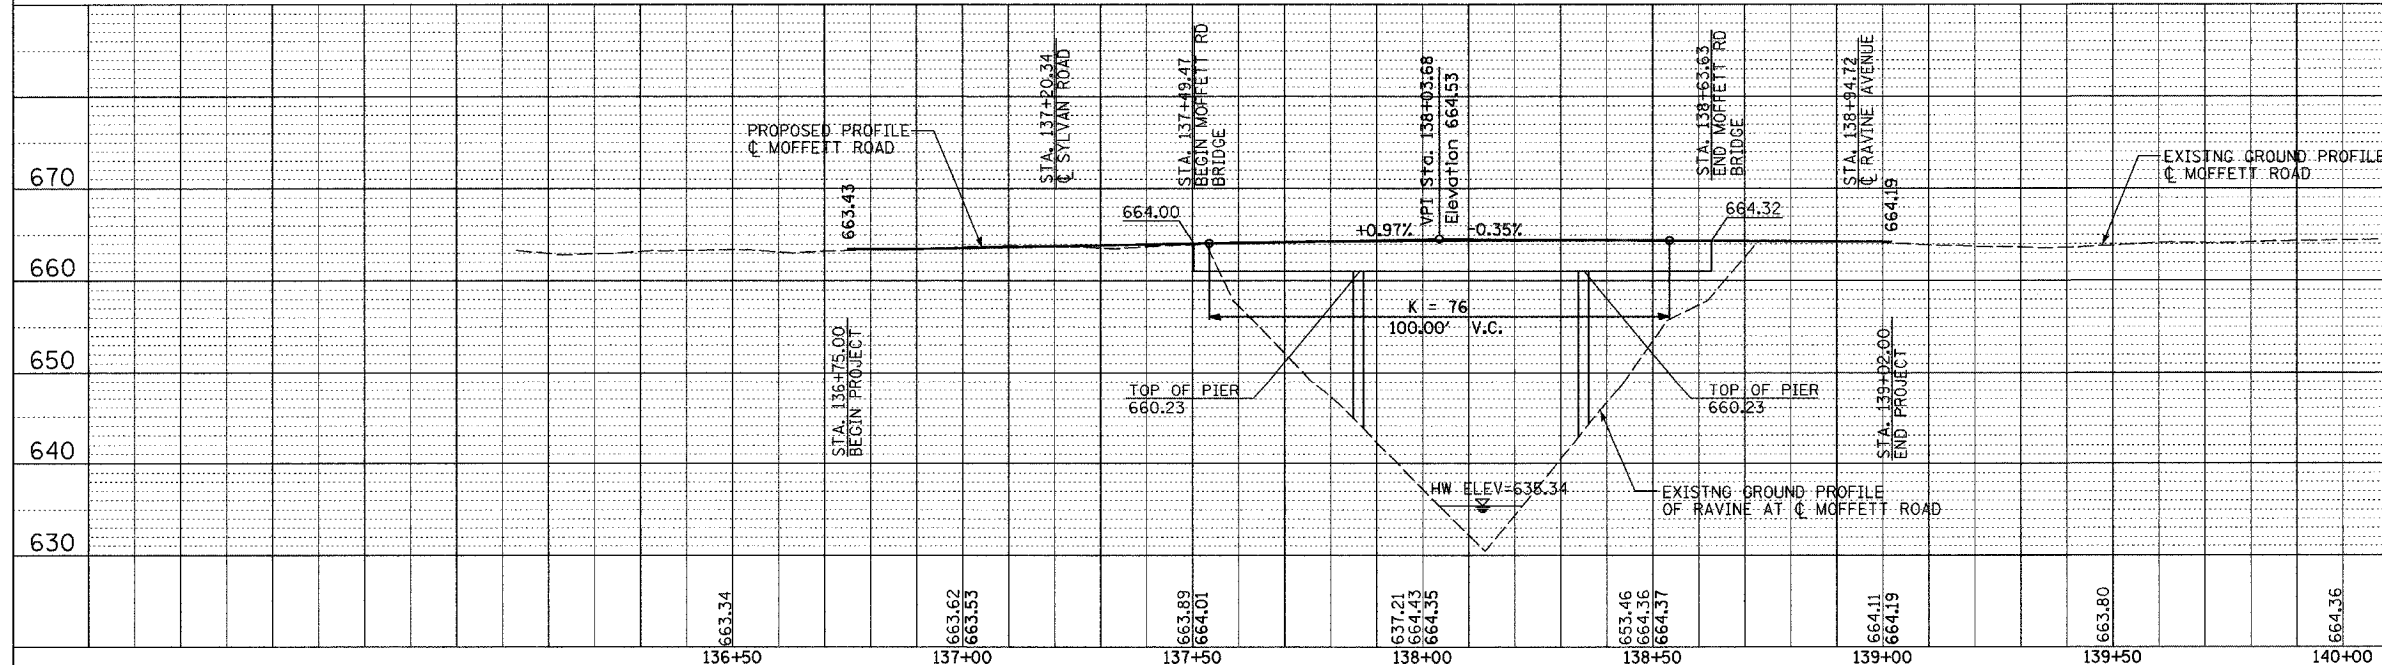 STA. 137+20.34
℄ SYLVAN ROAD
STA. 137+49.47
BEGIN MOFFETT RD
BRIDGE
VPI Sta. 138+03.68
Elevation 664.53
STA. 138+63.63
END MOFFETT RD
BRIDGE
STA. 138+94.72
℄ RAVINE AVENUE
PROPOSED PROFILE
℄ MOFFETT ROAD
EXISTNG GROUND PROFILE
℄ MOFFETT ROAD
670
663.43
664.00
+0.97%
-0.35%
664.32
664.19
660
K = 76
100.00' V.C.
650
STA. 136+75.00
BEGIN PROJECT
TOP OF PIER
660.23
TOP OF PIER
660.23
STA. 139+02.00
END PROJECT
640
HW ELEV=635.34
EXISTNG GROUND PROFILE
OF RAVINE AT ℄ MOFFETT ROAD
630
663.34
663.62
663.53
663.89
664.01
637.21
664.43
664.35
653.46
664.36
664.37
664.11
664.19
663.80
664.36
136+50
137+00
137+50
138+00
138+50
139+00
139+50
140+00